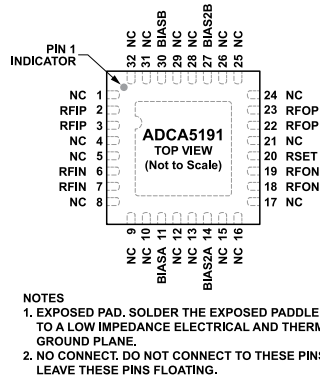 32 NC
31 NC
30 BIASB
29 NC
28 NC
27 BIAS2B
26 NC
25 NC
PIN 1
INDICATOR
NC 1
RFIP 2
RFIP 3
NC 4
NC 5
RFIN 6
RFIN 7
NC 8
ADCA5191
TOP VIEW
(Not to Scale)
24 NC
23 RFOP
22 RFOP
21 NC
20 RSET
19 RFON
18 RFON
17 NC
NC 9
NC 10
BIASA 11
NC 12
NC 13
BIAS2A 14
NC 15
NC 16
NOTES
1. EXPOSED PAD. SOLDER THE EXPOSED PADDLE
TO A LOW IMPEDANCE ELECTRICAL AND THERM
GROUND PLANE.
2. NO CONNECT. DO NOT CONNECT TO THESE PINS
LEAVE THESE PINS FLOATING.